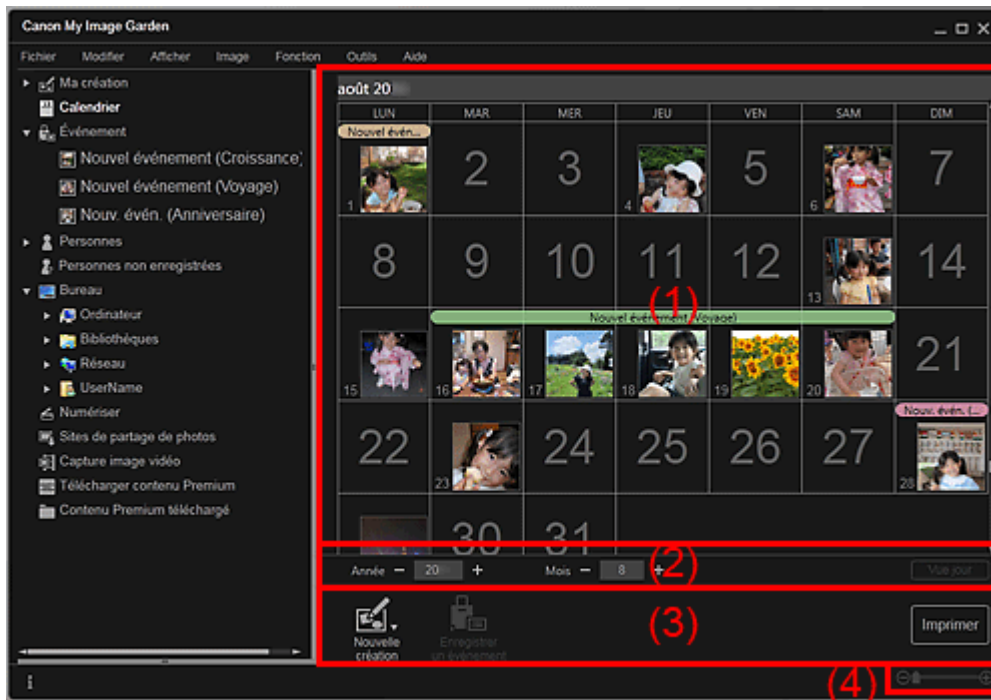 Canon My Image Garden
Fichier Modifier Afficher Image Fonction Outils Aide
Ma création
Calendrier
Événement
Nouvel événement (Croissance)
Nouvel événement (Voyage)
Nouv. évén. (Anniversaire)
Personnes
Personnes non enregistrées
Bureau
Ordinateur
Bibliothèques
Réseau
UserName
Numériser
Sites de partage de photos
Capture image vidéo
Télécharger contenu Premium
Contenu Premium téléchargé
août 20
LUN MAR MER JEU VEN SAM DIM
Nouvel évén...
1 2 3 4 5 6 7
8 9 10 11 12 13 14
(1)
Nouvel événement (Voyage)
15 16 17 18 19 20 21
Nouv. évén. (...
22 23 24 25 26 27 28
30 31
(2)
Année − 20 + Mois − 8 + Vue jour
(3)
Nouvelle création
Enregistrer un événement
Imprimer
(4)